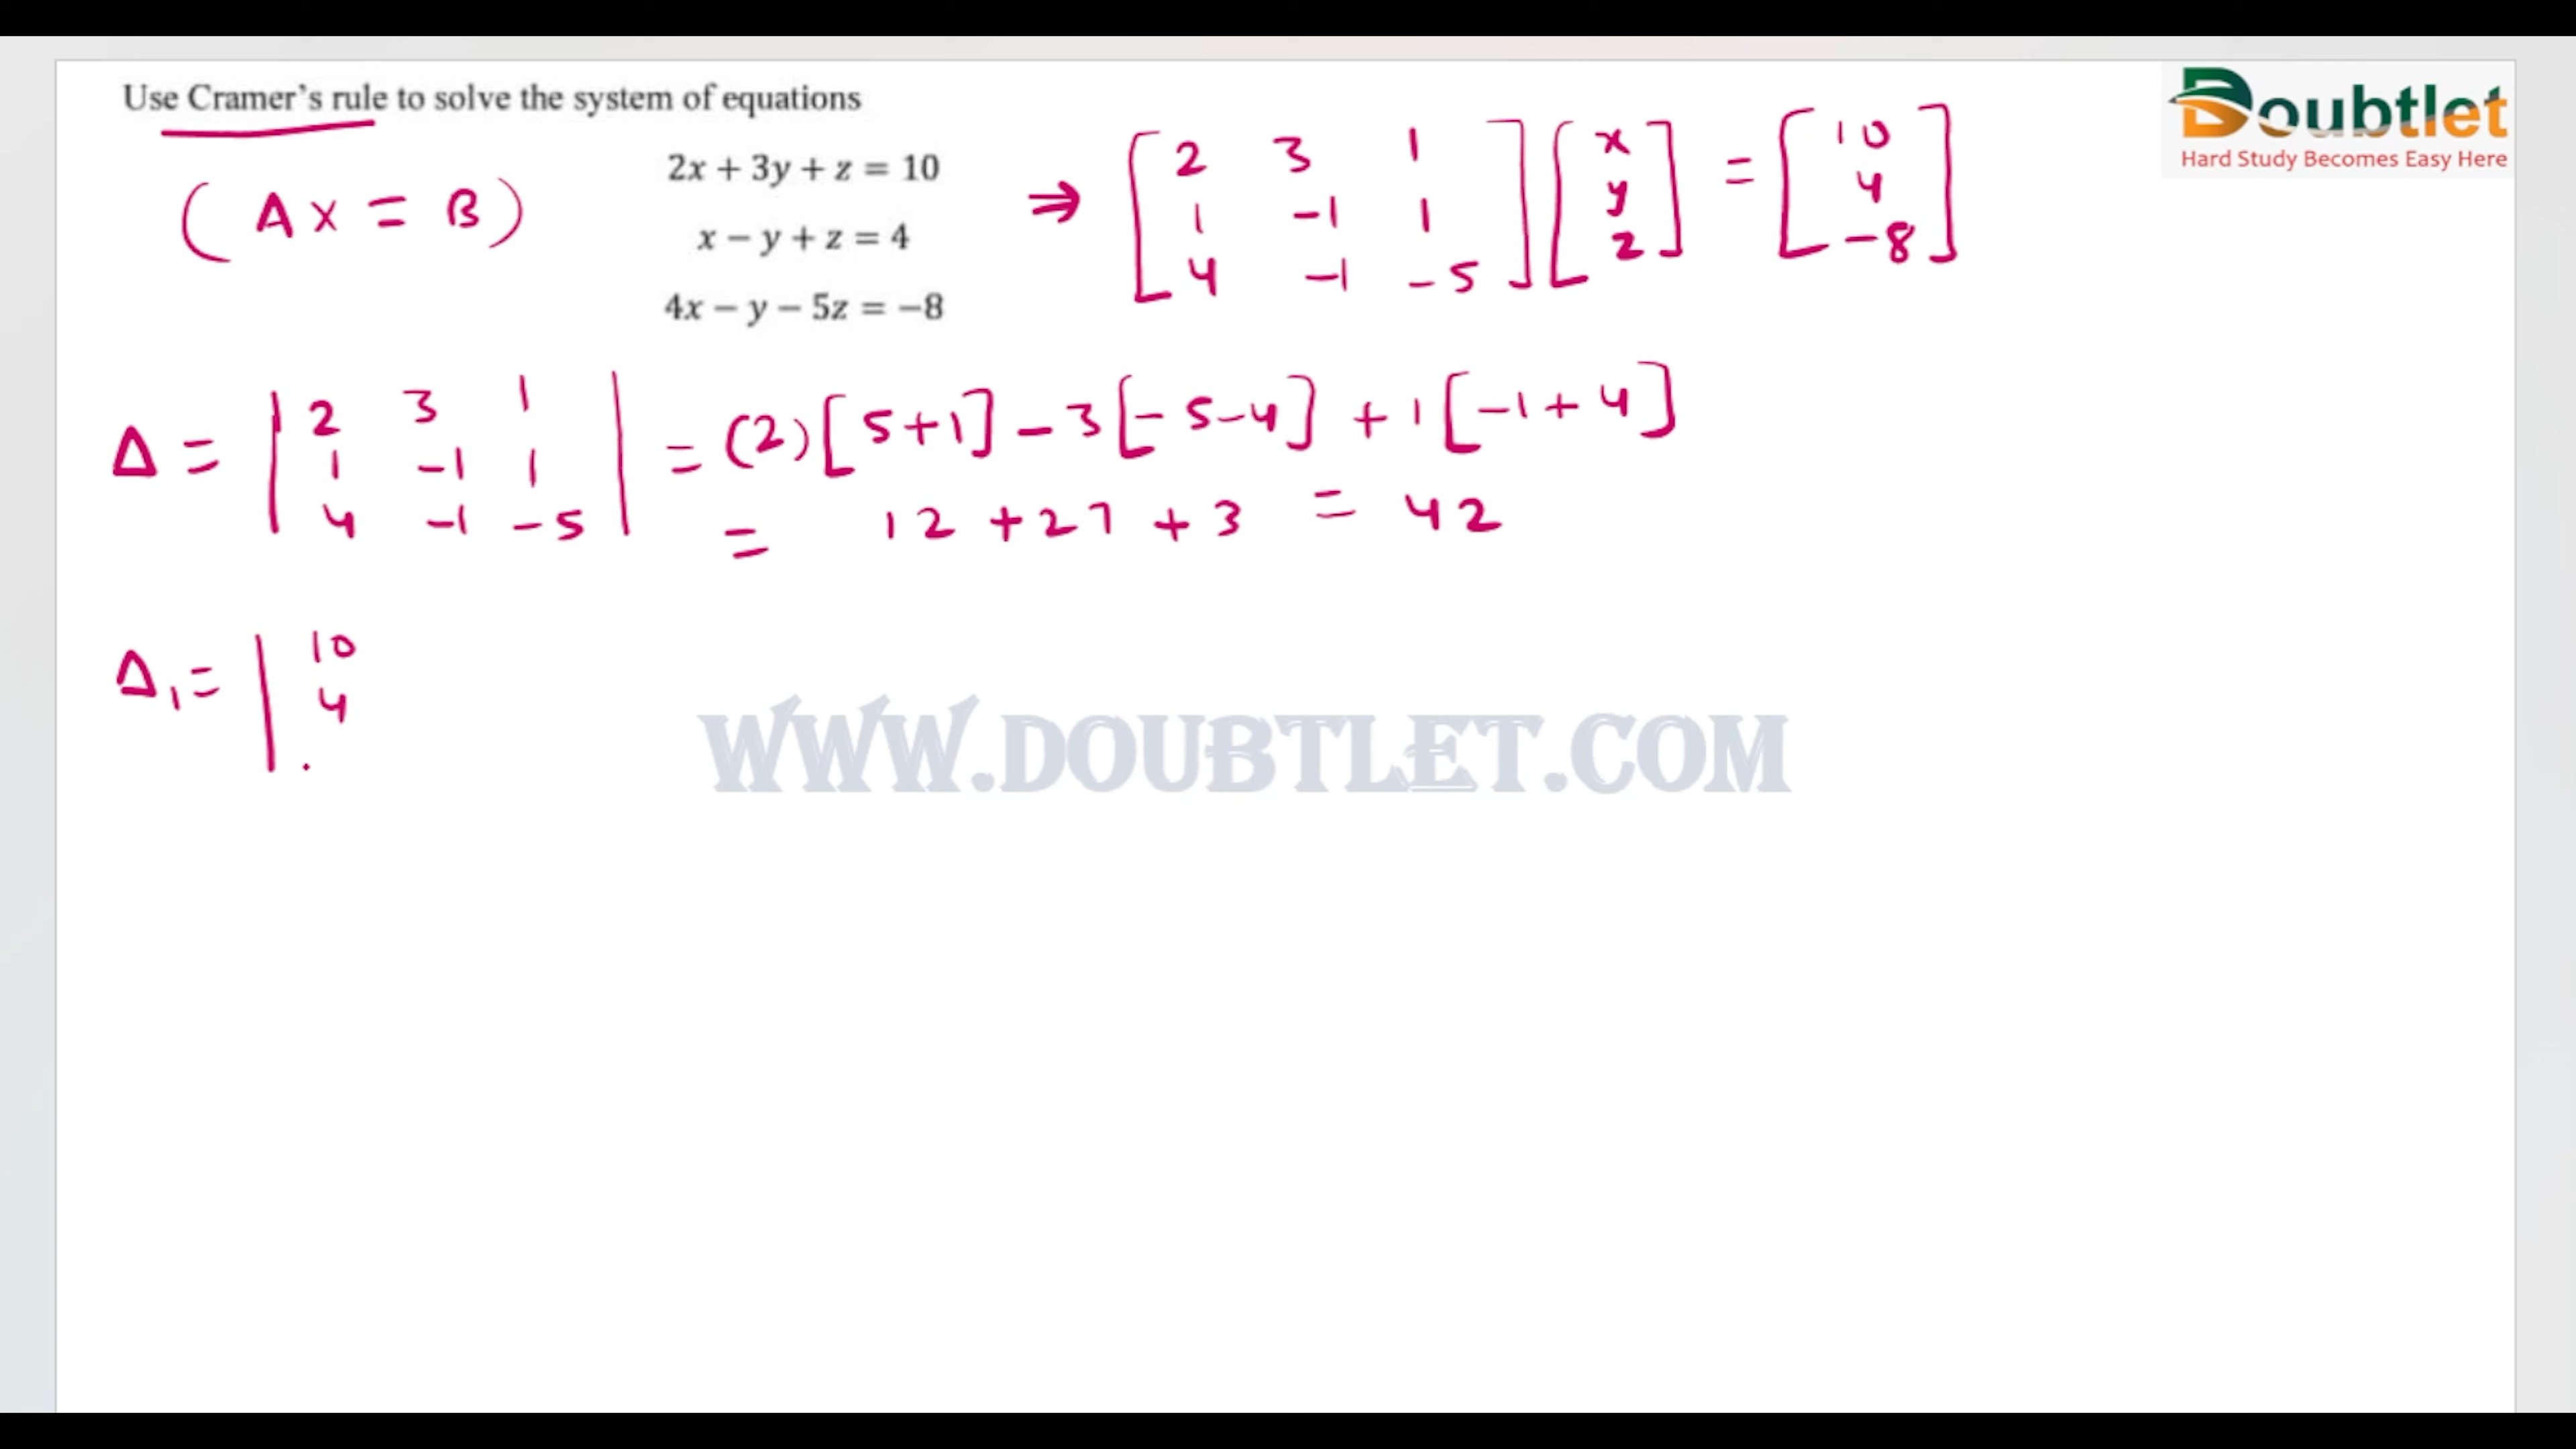 Use Cramer's rule to solve the system of equations
Doubtlet
Hard Study Becomes Easy Here
(Ax = B)
2x + 3y + z = 10
x − y + z = 4
4x − y − 5z = −8
⇒ [2 3 1] [x] = [10]
[1 -1 1] [y] [4]
[4 -1 -5] [z] [-8]
Δ = |2 3 1| = (2)[5+1] - 3[-5-4] + 1[-1+4]
|1 -1 1|
|4 -1 -5| = 12 + 27 + 3 = 42
Δ₁ = |10
4
WWW.DOUBTLET.COM